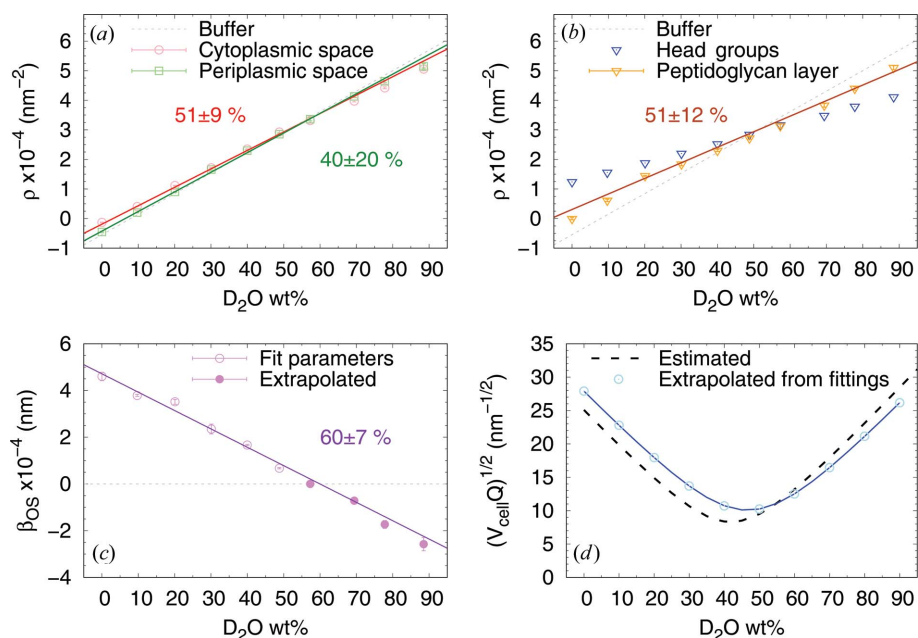 (a)
Buffer
Cytoplasmic space
Periplasmic space
51±9 %
40±20 %
ρ x10⁻⁴ (nm⁻²)
6
5
4
3
2
1
0
−1
0 10 20 30 40 50 60 70 80 90
D₂O wt%
(b)
Buffer
Head groups
Peptidoglycan layer
51±12 %
ρ x10⁻⁴ (nm⁻²)
6
5
4
3
2
1
0
−1
0 10 20 30 40 50 60 70 80 90
D₂O wt%
Fit parameters
Extrapolated
60±7 %
(c)
β_OS x10⁻⁴ (nm)
6
4
2
0
−2
−4
0 10 20 30 40 50 60 70 80 90
D₂O wt%
Estimated
Extrapolated from fittings
(d)
(V_cellQ)^1/2 (nm^−1/2)
35
30
25
20
15
10
5
0
0 10 20 30 40 50 60 70 80 90
D₂O wt%